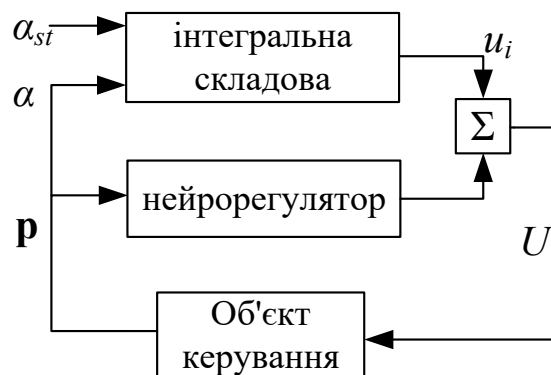 α_st
інтегральна
складова
u_i
α
Σ
нейрорегулятор
p
U
Об'єкт
керування